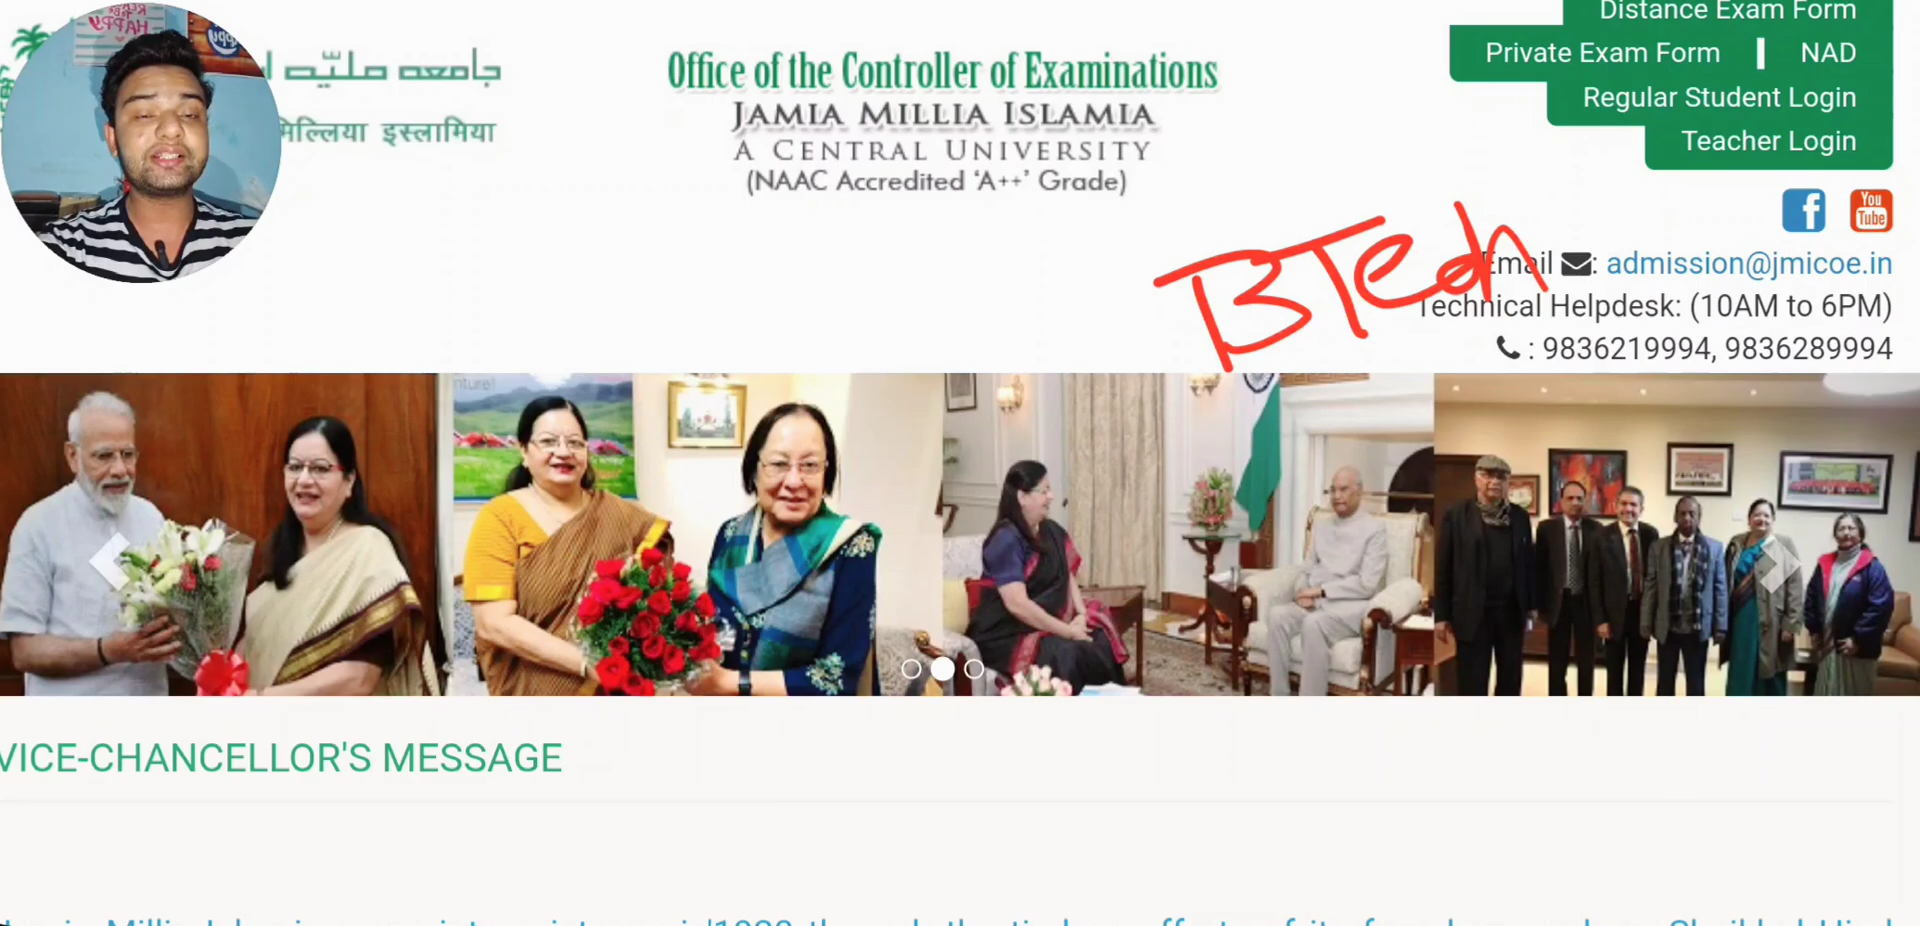 جامعه ملیّہ ا
मिल्लिया इस्लामिया
Office of the Controller of Examinations
JAMIA MILLIA ISLAMIA
A CENTRAL UNIVERSITY
(NAAC Accredited ‘A++’ Grade)
Distance Exam Form
Private Exam Form | NAD
Regular Student Login
Teacher Login
You
Tube
BTech
Email : admission@jmicoe.in
Technical Helpdesk: (10AM to 6PM)
: 9836219994, 9836289994
VICE-CHANCELLOR'S MESSAGE